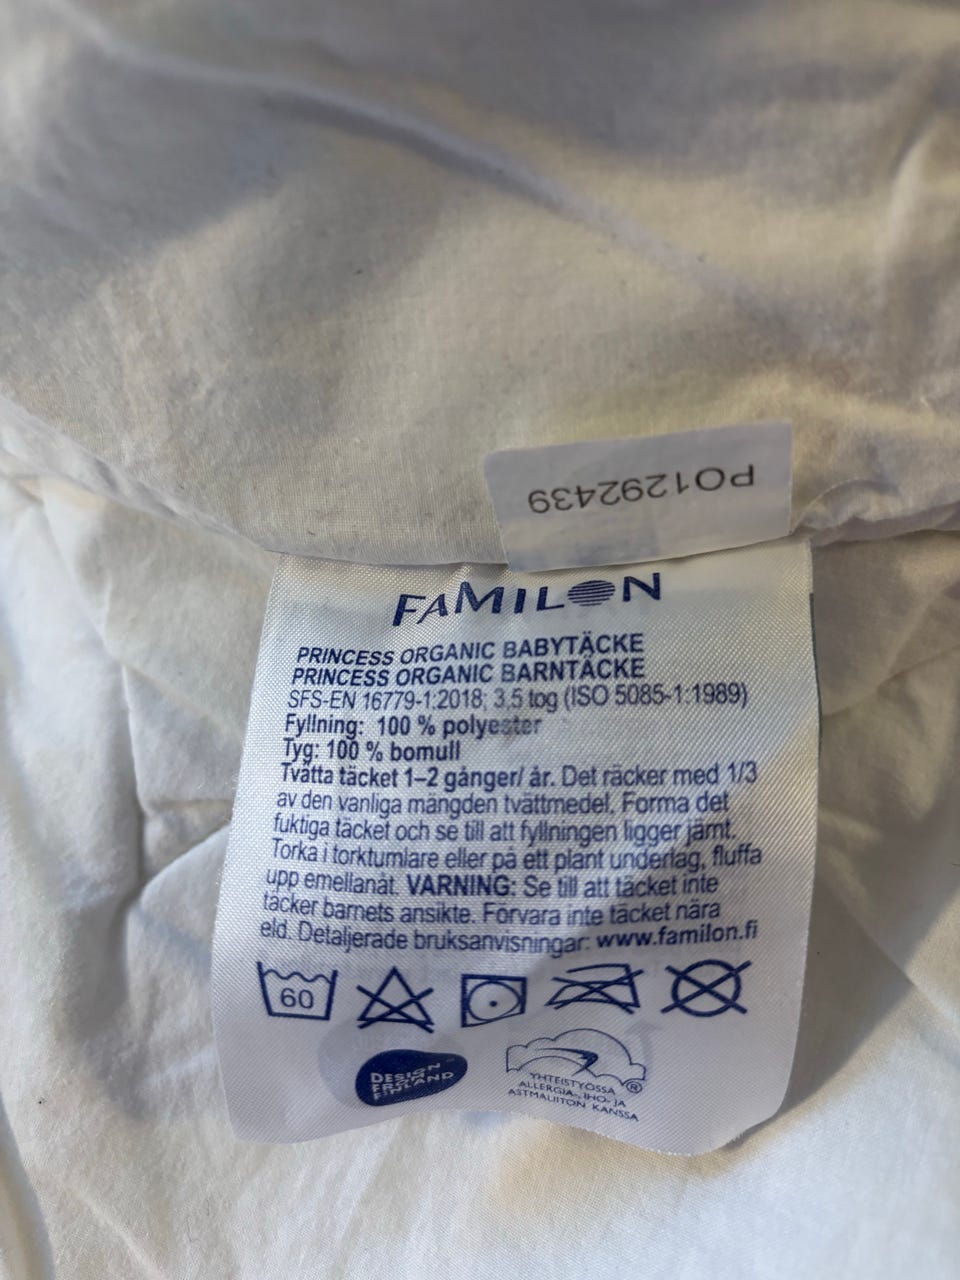 PO1292439
FAMILON
PRINCESS ORGANIC BABYTÄCKE
PRINCESS ORGANIC BARNTÄCKE
SFS-EN 16779-1:2018; 3,5 tog (ISO 5085-1:1989)
Fyllning: 100 % polyester
Tyg: 100 % bomull
Tvätta täcket 1–2 gånger/ år. Det räcker med 1/3
av den vanliga mängden tvättmedel. Forma det
fuktiga täcket och se till att fyllningen ligger jämt.
Torka i torktumlare eller på ett plant underlag, fluffa
upp emellanåt. VARNING: Se till att täcket inte
täcker barnets ansikte. Förvara inte täcket nära
eld. Detaljerade bruksanvisningar: www.familon.fi
60
DESIGN
FROM
FINLAND
YHTEISTYÖSSÄ
ALLERGIA-, IHO- JA
ASTMALIITON KANSSA